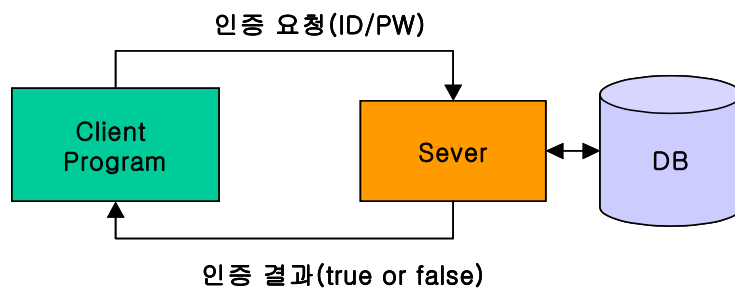 인증 요청(ID/PW)
Client
Program
Sever
DB
인증 결과(true or false)